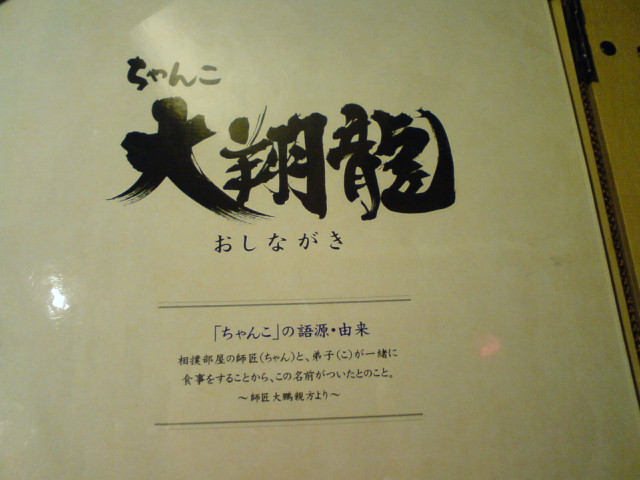 ちゃんこ
大翔龍
おしながき
「ちゃんこ」の語源・由来
相撲部屋の師匠(ちゃん)と、弟子(こ)が一緒に
食事をすることから、この名前がついたとのこと。
～師匠大鵬親方より～